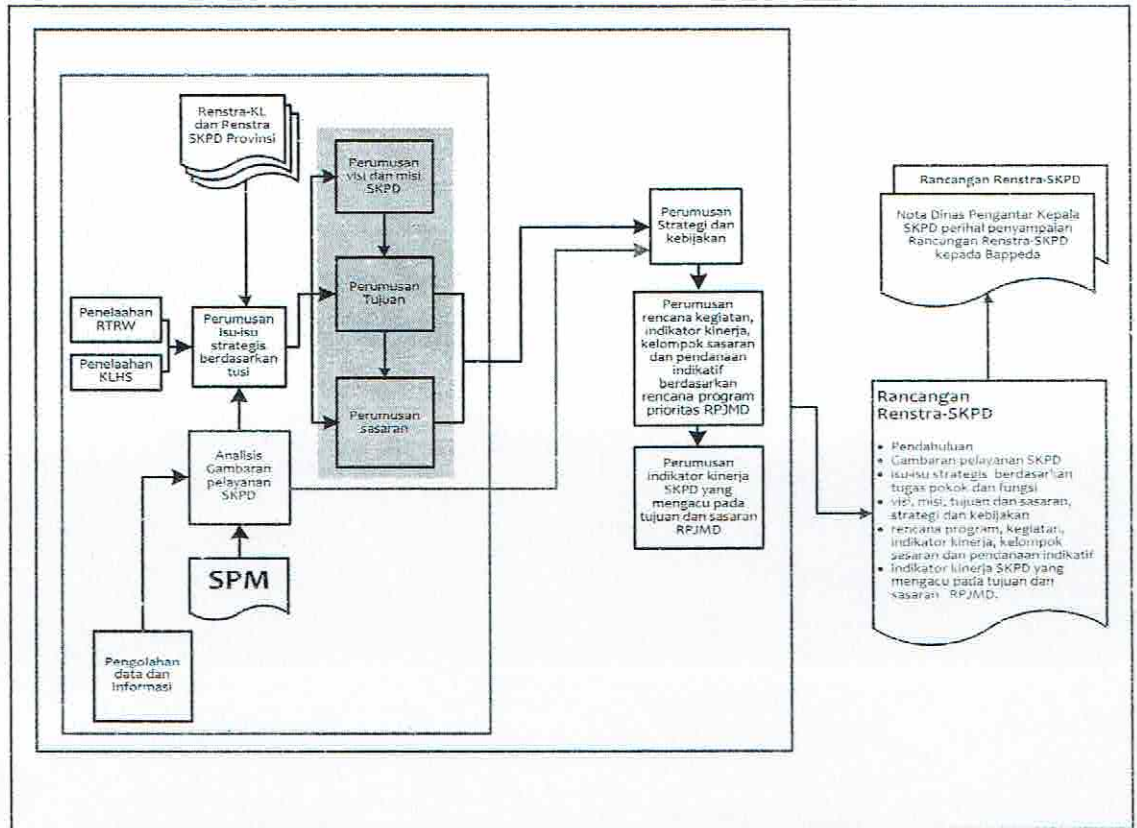 Renstra-KL
dan Renstra
SKPD Provinsi
Perumusan
visi dan misi
SKPD
Perumusan
Tujuan
Perumusan
sasaran
Penelaahan
RTRW
Penelaahan
KLHS
Perumusan
isu-isu
strategis
berdasarkan
tusi
Analisis
Gambaran
pelayanan
SKPD
SPM
Pengolahan
data dan
informasi
Perumusan
Strategi dan
kebijakan
Perumusan
rencana kegiatan,
indikator kinerja,
kelompok sasaran
dan pendanaan
indikatif
berdasarkan
rencana program
prioritas RPJMD
Perumusan
indikator kinerja
SKPD yang
mengacu pada
tujuan dan sasaran
RPJMD
Rancangan Renstra-SKPD
Nota Dinas Pengantar Kepala
SKPD perihal penyampaian
Rancangan Renstra-SKPD
kepada Bappeda
Rancangan
Renstra-SKPD
• Pendahuluan
• Gambaran pelayanan SKPD
• isu-isu strategis berdasarkan
tugas pokok dan fungsi
• visi, misi, tujuan dan sasaran,
strategi dan kebijakan
• rencana program, kegiatan,
indikator kinerja, kelompok
sasaran dan pendanaan indikatif
• indikator kinerja SKPD yang
mengacu pada tujuan dan
sasaran RPJMD.